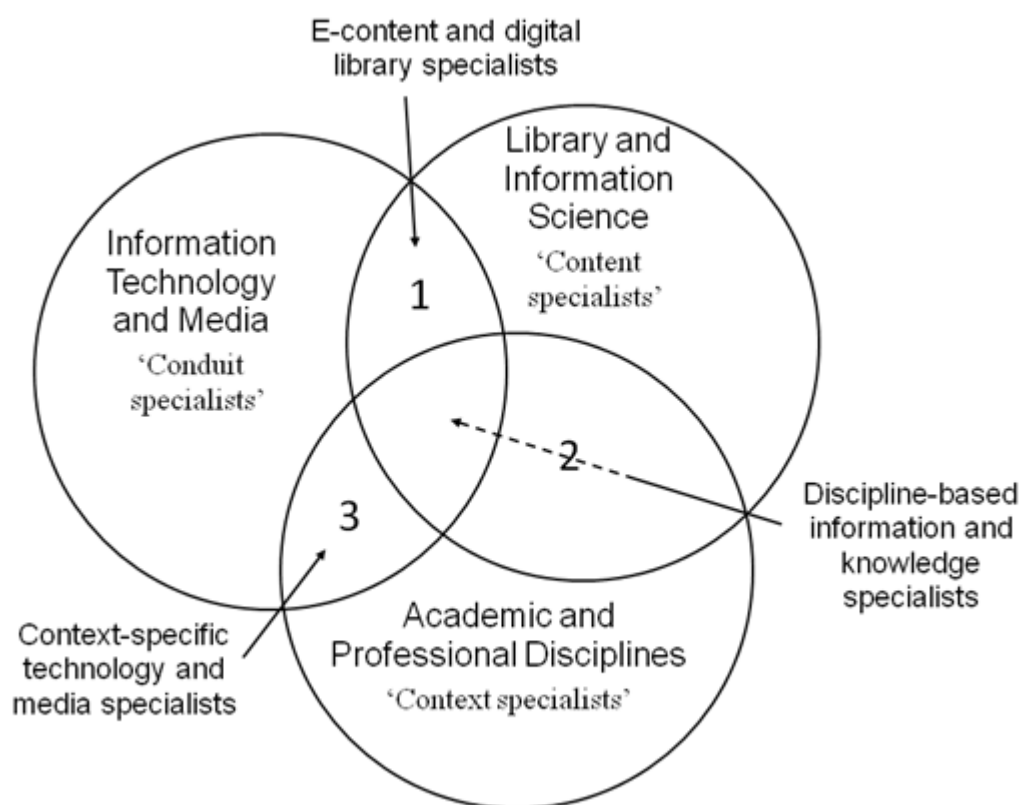 E-content and digital
library specialists
Library and
Information
Science
‘Content
specialists’
Information
Technology
and Media
‘Conduit
specialists’
1
2
3
Discipline-based
information and
knowledge
specialists
Context-specific
technology and
media specialists
Academic and
Professional Disciplines
‘Context specialists’